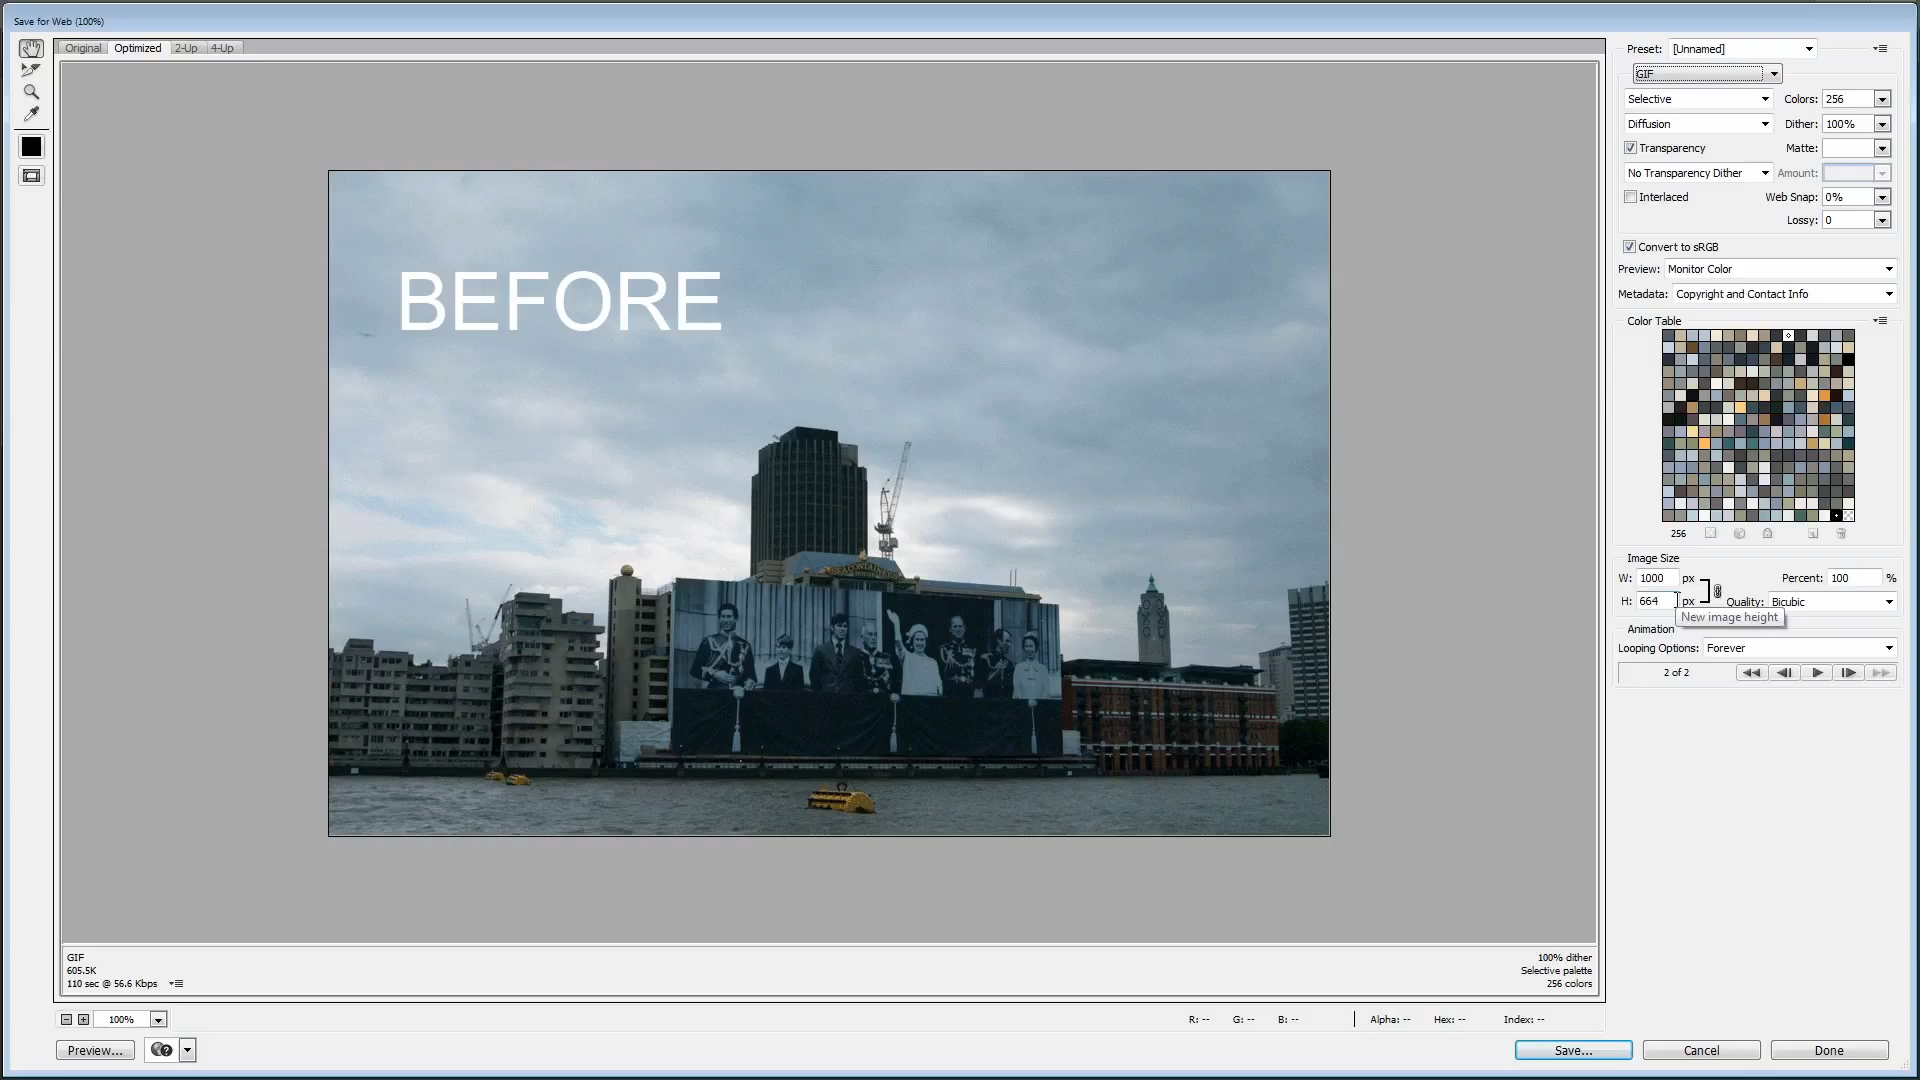 Save for Web (100%)
Original Optimized 2-Up 4-Up
Preset: [Unnamed]
GIF
Selective Colors: 256
Diffusion Dither: 100%
Transparency Matte:
No Transparency Dither Amount:
Interlaced Web Snap: 0%
Lossy: 0
Convert to sRGB
Preview: Monitor Color
Metadata: Copyright and Contact Info
Color Table
256
Image Size
W: 1000 px Percent: 100 %
H: 664 px Quality: Bicubic
New image height
Animation
Looping Options: Forever
2 of 2
BEFORE
SEA CONTAINERS
GIF
605.5K
110 sec @ 56.6 Kbps
100% dither
Selective palette
256 colors
100% R: -- G: -- B: -- Alpha: -- Hex: -- Index: --
Preview... Save... Cancel Done